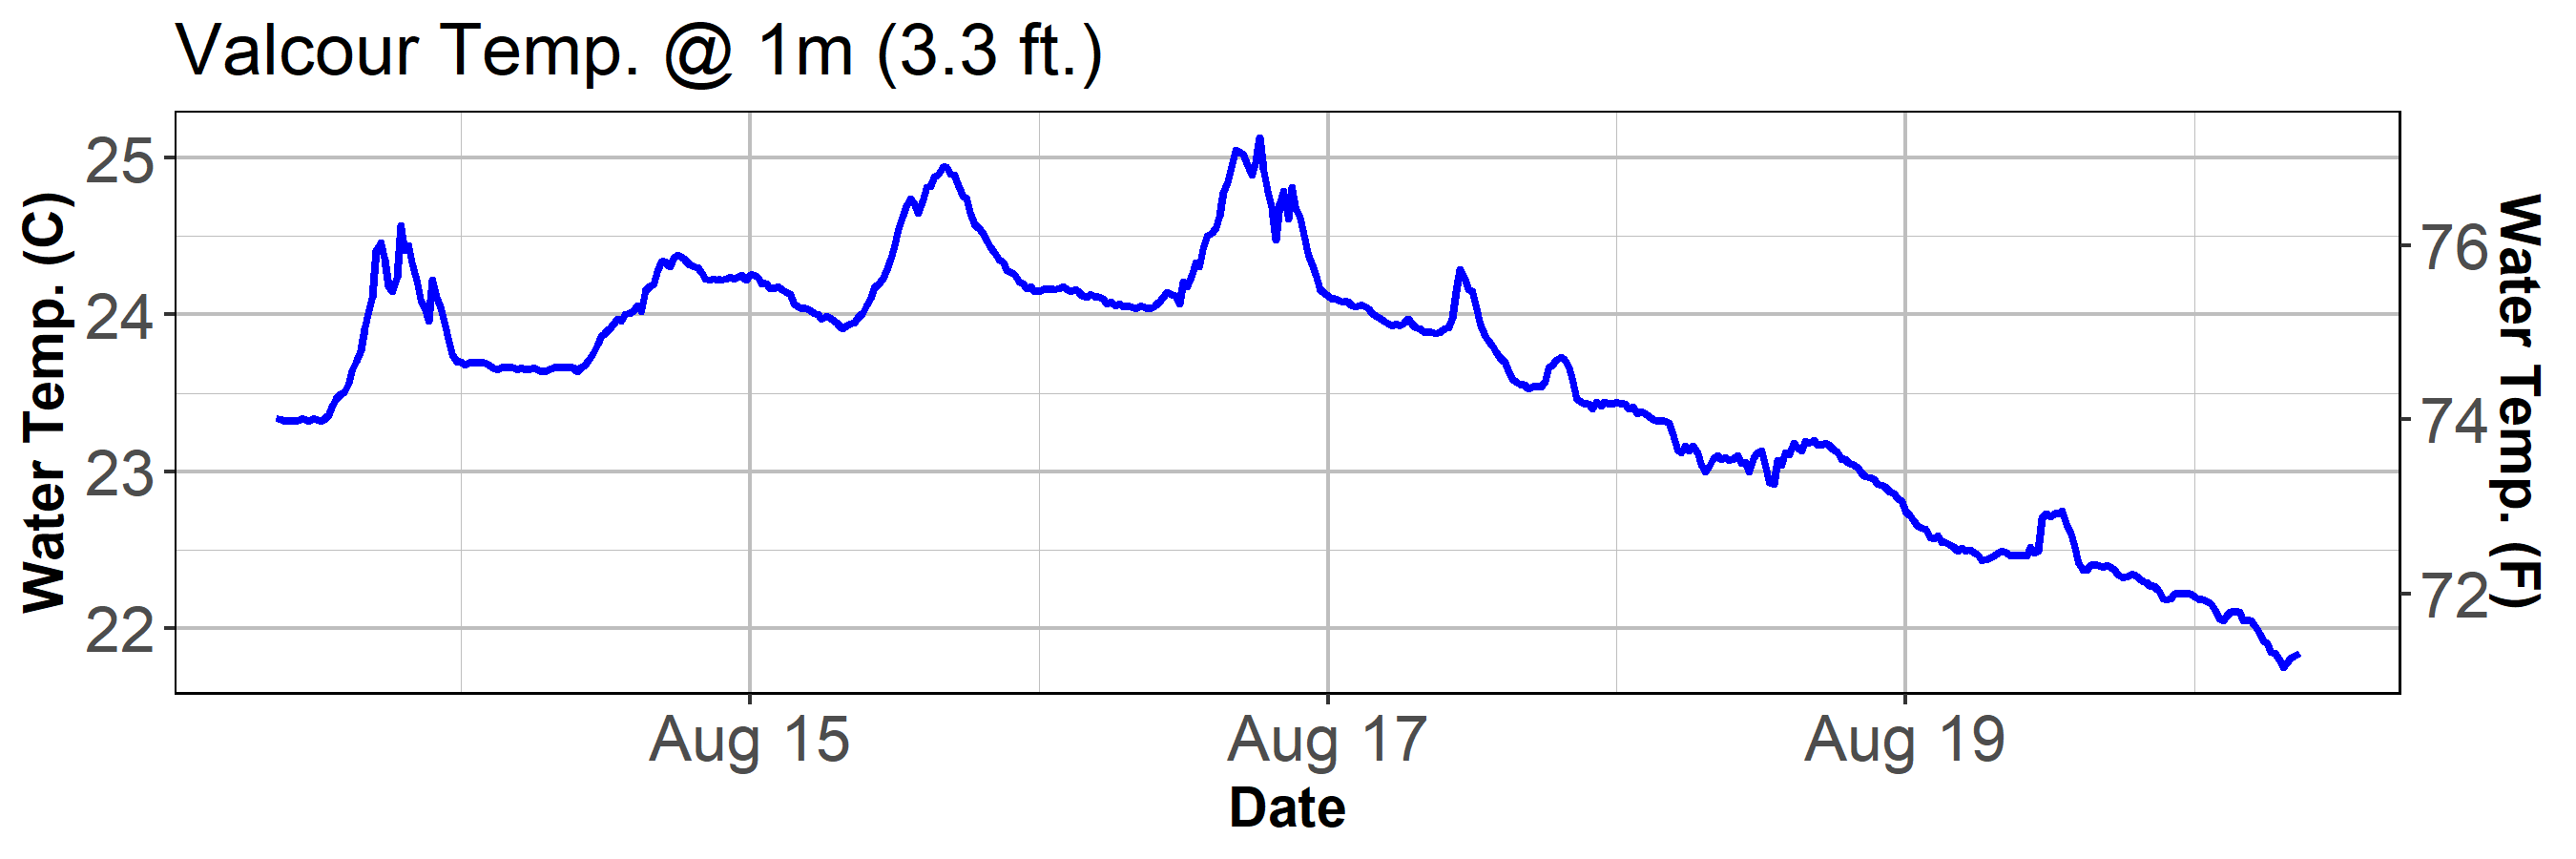 Valcour Temp. @ 1m (3.3 ft.)
Water Temp. (C)
25
24
23
22
76
74
72
Water Temp. (F)
Aug 15
Aug 17
Aug 19
Date